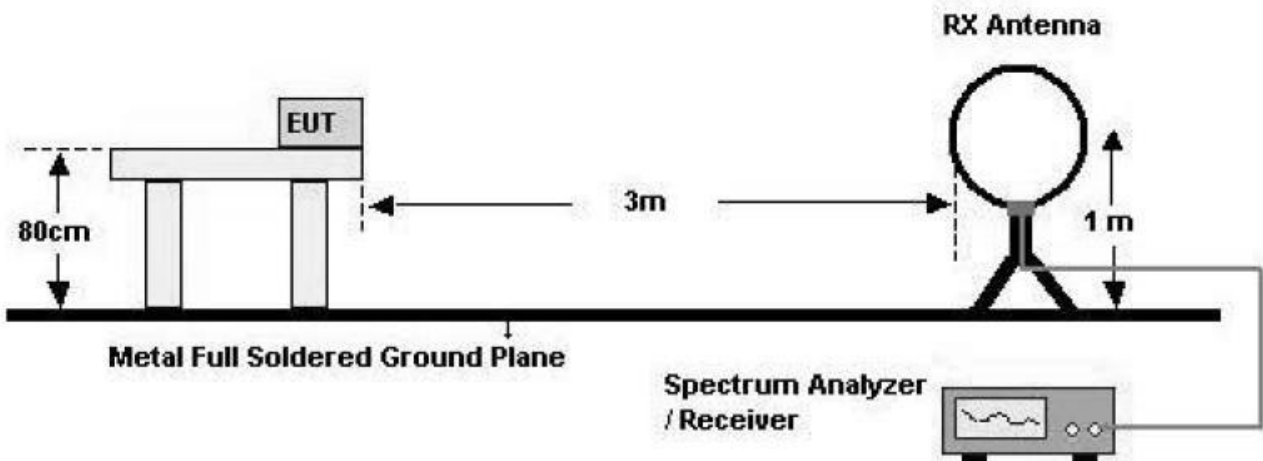 RX Antenna
EUT
80cm
3m
1 m
Metal Full Soldered Ground Plane
Spectrum Analyzer
/ Receiver